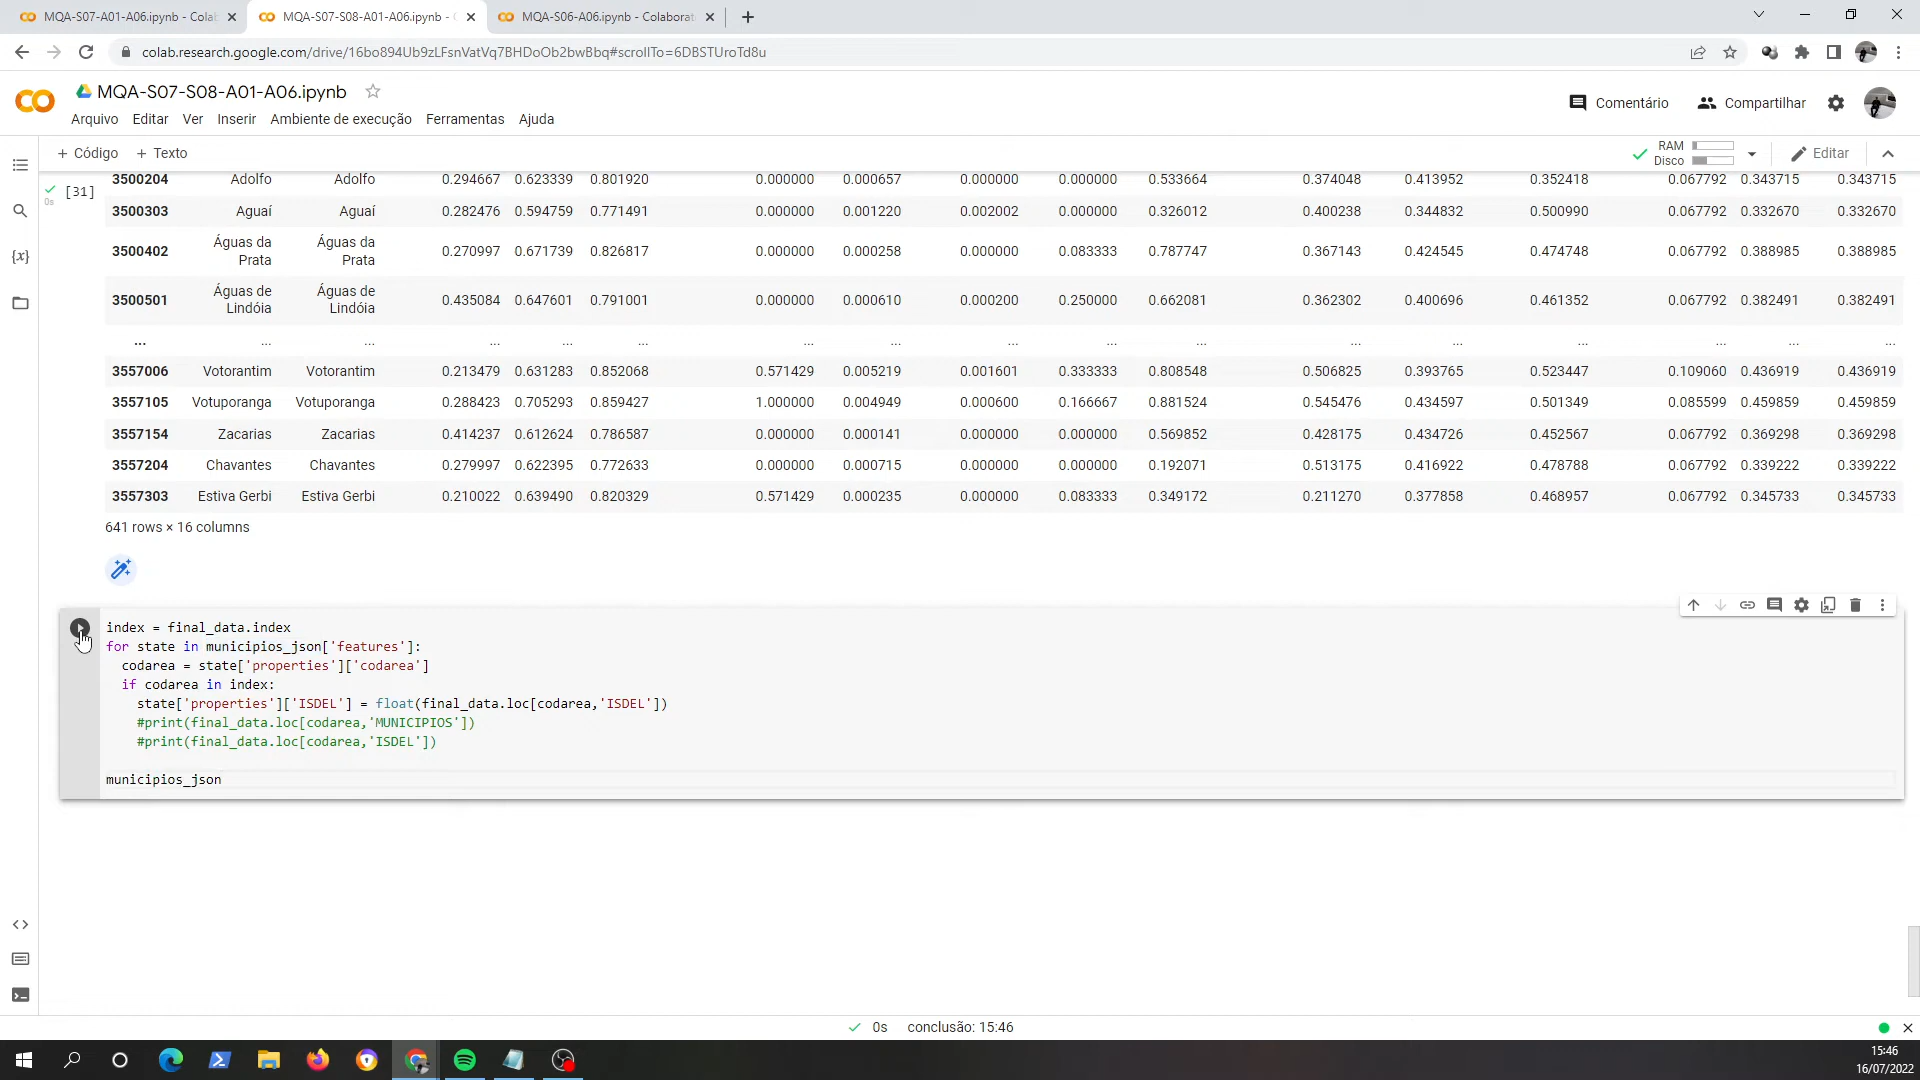 MQA-S07-A01-A06.ipynb - Colab
MQA-S07-S08-A01-A06.ipynb - C
MQA-S06-A06.ipynb - Colaborat
colab.research.google.com/drive/16bo894Ub9zLFsnVatVq7BHDoOb2bwBbq#scrollTo=6DBSTUroTd8u
MQA-S07-S08-A01-A06.ipynb
Comentário Compartilhar
Arquivo Editar Ver Inserir Ambiente de execução Ferramentas Ajuda
+ Código + Texto
RAM
Disco
Editar
[31]
0s
3500204 Adolfo Adolfo 0.294667 0.623339 0.801920 0.000000 0.000657 0.000000 0.000000 0.533664 0.374048 0.413952 0.352418 0.067792 0.343715 0.343715
3500303 Aguaí Aguaí 0.282476 0.594759 0.771491 0.000000 0.001220 0.002002 0.000000 0.326012 0.400238 0.344832 0.500990 0.067792 0.332670 0.332670
3500402 Águas da Prata Águas da Prata 0.270997 0.671739 0.826817 0.000000 0.000258 0.000000 0.083333 0.787747 0.367143 0.424545 0.474748 0.067792 0.388985 0.388985
3500501 Águas de Lindóia Águas de Lindóia 0.435084 0.647601 0.791001 0.000000 0.000610 0.000200 0.250000 0.662081 0.362302 0.400696 0.461352 0.067792 0.382491 0.382491
... ... ... ... ... ... ... ... ... ... ... ... ... ... ... ... ...
3557006 Votorantim Votorantim 0.213479 0.631283 0.852068 0.571429 0.005219 0.001601 0.333333 0.808548 0.506825 0.393765 0.523447 0.109060 0.436919 0.436919
3557105 Votuporanga Votuporanga 0.288423 0.705293 0.859427 1.000000 0.004949 0.000600 0.166667 0.881524 0.545476 0.434597 0.501349 0.085599 0.459859 0.459859
3557154 Zacarias Zacarias 0.414237 0.612624 0.786587 0.000000 0.000141 0.000000 0.000000 0.569852 0.428175 0.434726 0.452567 0.067792 0.369298 0.369298
3557204 Chavantes Chavantes 0.279997 0.622395 0.772633 0.000000 0.000715 0.000000 0.000000 0.192071 0.513175 0.416922 0.478788 0.067792 0.339222 0.339222
3557303 Estiva Gerbi Estiva Gerbi 0.210022 0.639490 0.820329 0.571429 0.000235 0.000000 0.083333 0.349172 0.211270 0.377858 0.468957 0.067792 0.345733 0.345733
641 rows × 16 columns
index = final_data.index
for state in municipios_json['features']:
  codarea = state['properties']['codarea']
  if codarea in index:
    state['properties']['ISDEL'] = float(final_data.loc[codarea,'ISDEL'])
    #print(final_data.loc[codarea,'MUNICIPIOS'])
    #print(final_data.loc[codarea,'ISDEL'])
municipios_json
0s conclusão: 15:46
15:46
16/07/2022